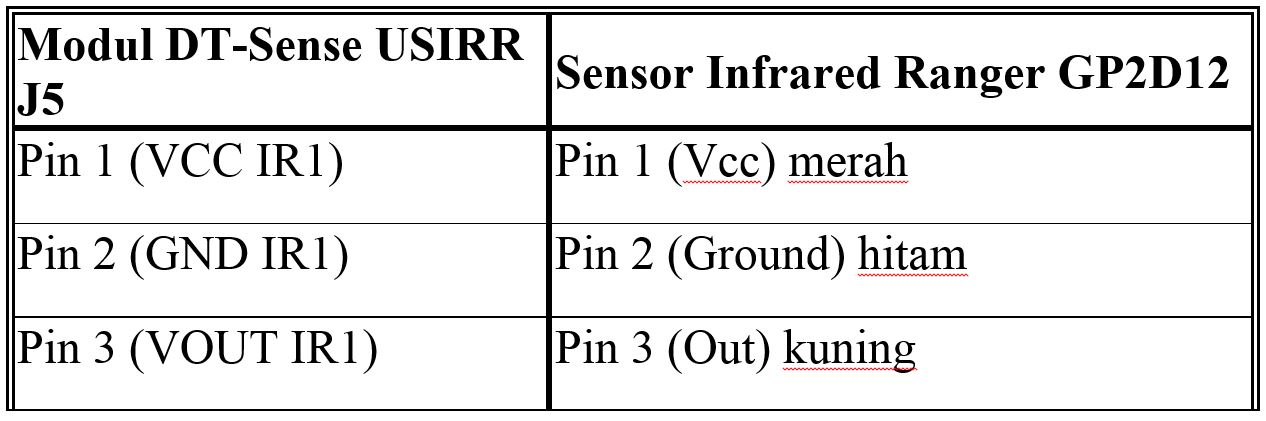 Modul DT-Sense USIRR
J5
Sensor Infrared Ranger GP2D12
Pin 1 (VCC IR1)
Pin 1 (Vcc) merah
Pin 2 (GND IR1)
Pin 2 (Ground) hitam
Pin 3 (VOUT IR1)
Pin 3 (Out) kuning